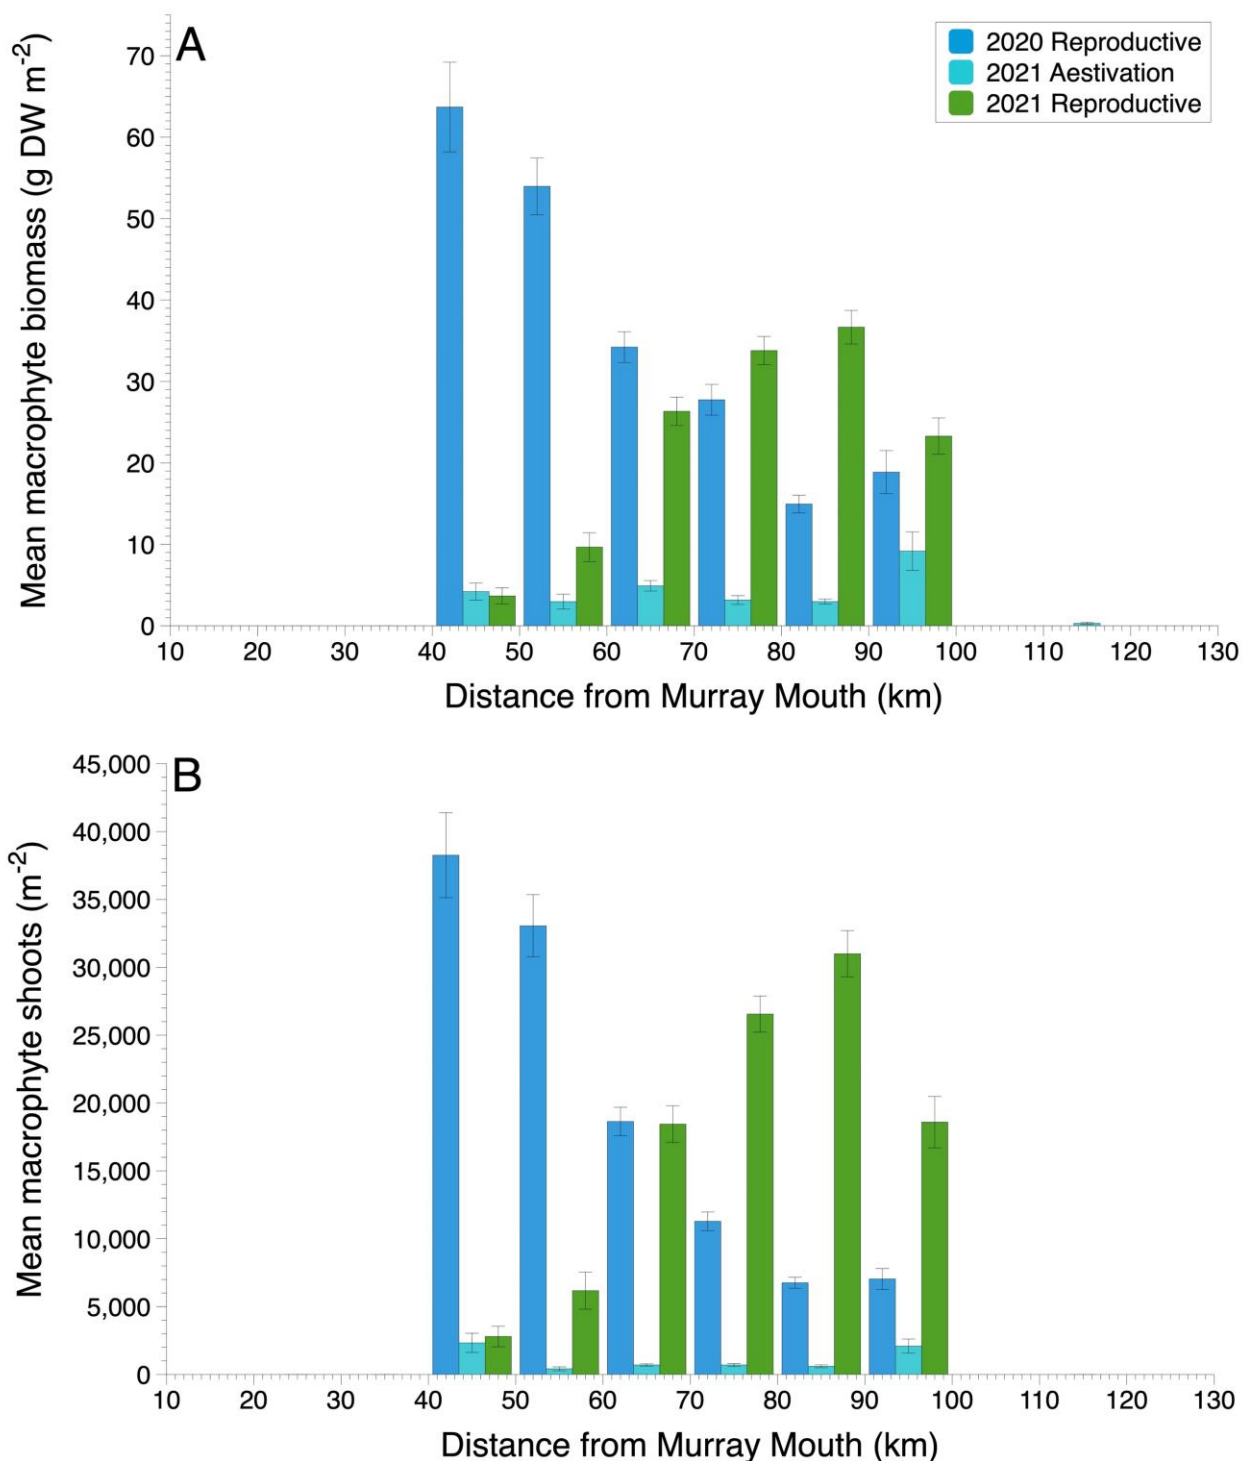 A
2020 Reproductive
2021 Aestivation
2021 Reproductive
Mean macrophyte biomass (g DW m⁻²)
70
60
50
40
30
20
10
0
10 20 30 40 50 60 70 80 90 100 110 120 130
Distance from Murray Mouth (km)
B
Mean macrophyte shoots (m⁻²)
45,000
40,000
35,000
30,000
25,000
20,000
15,000
10,000
5,000
0
10 20 30 40 50 60 70 80 90 100 110 120 130
Distance from Murray Mouth (km)